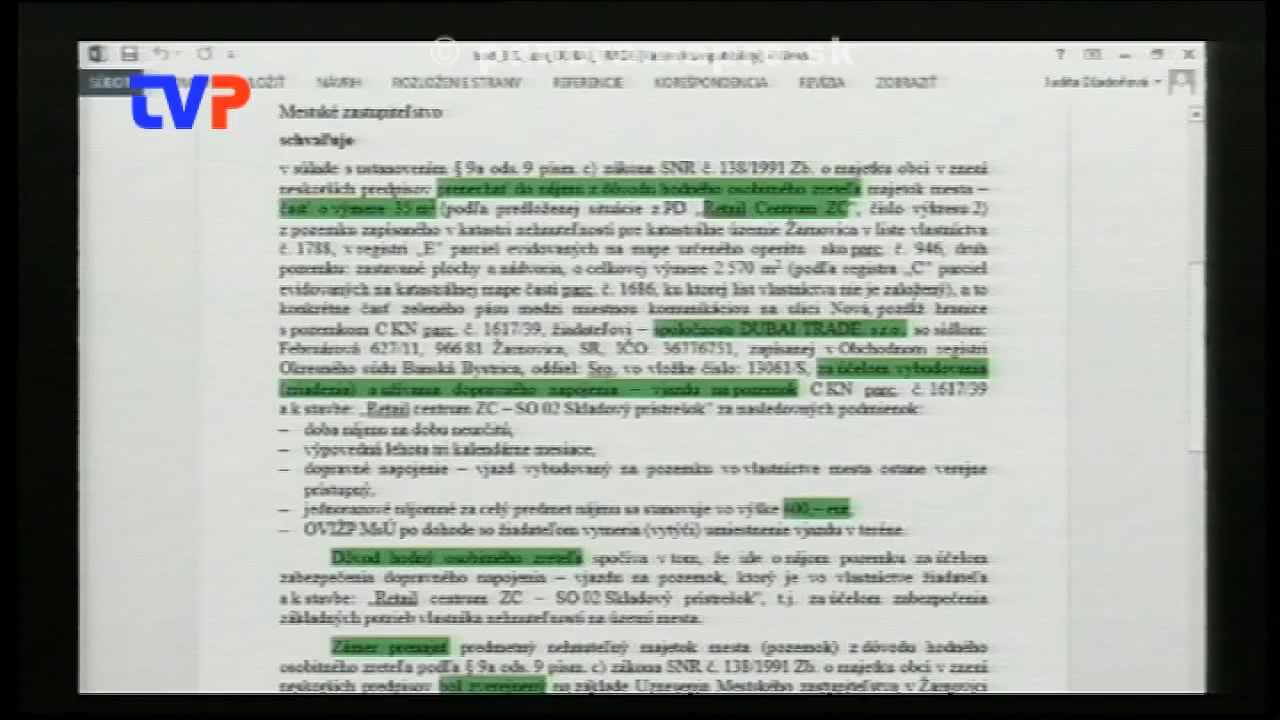 SÚBOR
NÁVRH ROZLOŽENIE STRANY REFERENCIE KOREŠPONDENCIA REVÍZIA ZOBRAZIŤ
tVP
Mestské zastupiteľstvo
schvaľuje
v súlade s ustanovením § 9a ods. 9 písm. c) zákona SNR č. 138/1991 Zb. o majetku obcí v znení
neskorších predpisov prenechať do nájmu z dôvodu hodného osobitného zreteľa majetok mesta –
časť o výmere 35 m² (podľa predloženej situácie z PD „Retail Centrum ZC“, číslo výkresu 2)
z pozemku zapísaného v katastri nehnuteľností pre katastrálne územie Žarnovica v liste vlastníctva
č. 1788, v registri „E“ parciel evidovaných na mape určeného operátu ako parc. č. 946, druh
pozemku: zastavané plochy a nádvoria, o celkovej výmere 2 570 m² (podľa registra „C“ parciel
evidovaných na katastrálnej mape časti parc. č. 1686, ku ktorej list vlastníctva nie je založený), a to
konkrétne časť zeleného pásu medzi miestnou komunikáciou na ulici Nová, pozdĺž hranice
s pozemkom C KN parc. č. 1617/39, žiadateľovi – spoločnosti DUBAI TRADE, s.r.o., so sídlom:
Februárová 627/11, 966 81 Žarnovica, SR, IČO: 36776751, zapísanej v Obchodnom registri
Okresného súdu Banská Bystrica, oddiel: Sro, vo vložke číslo: 13061/S, za účelom vybudovania
(zriadenia) a užívania dopravného napojenia – vjazdu na pozemok C KN parc. č. 1617/39
a k stavbe: „Retail centrum ZC – SO 02 Skladový prístrešok“ za nasledovných podmienok:
– doba nájmu na dobu neurčitú,
– výpovedná lehota tri kalendárne mesiace,
– dopravné napojenie – vjazd vybudovaný na pozemku vo vlastníctve mesta ostane verejne
prístupný,
– jednorazové nájomné za celý predmet nájmu sa stanovuje vo výške 600,– eur,
– OVIŽP MsÚ po dohode so žiadateľom vymeria (vytýči) umiestnenie vjazdu v teréne.
Dôvod hodný osobitného zreteľa spočíva v tom, že ide o nájom pozemku za účelom
zabezpečenia dopravného napojenia – vjazdu na pozemok, ktorý je vo vlastníctve žiadateľa
a k stavbe: „Retail centrum ZC – SO 02 Skladový prístrešok“, t.j. za účelom zabezpečenia
základných potrieb vlastníka nehnuteľností na území mesta.
Zámer prenajať predmetný nehnuteľný majetok mesta (pozemok) z dôvodu hodného
osobitného zreteľa podľa § 9a ods. 9 písm. c) zákona SNR č. 138/1991 Zb. o majetku obcí v znení
neskorších predpisov bol zverejnený na základe Uznesenia Mestského zastupiteľstva v Žarnovici